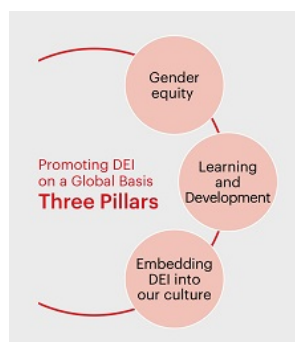 Gender
equity
Promoting DEI
on a Global Basis
Three Pillars
Learning
and
Development
Embedding
DEI into
our culture